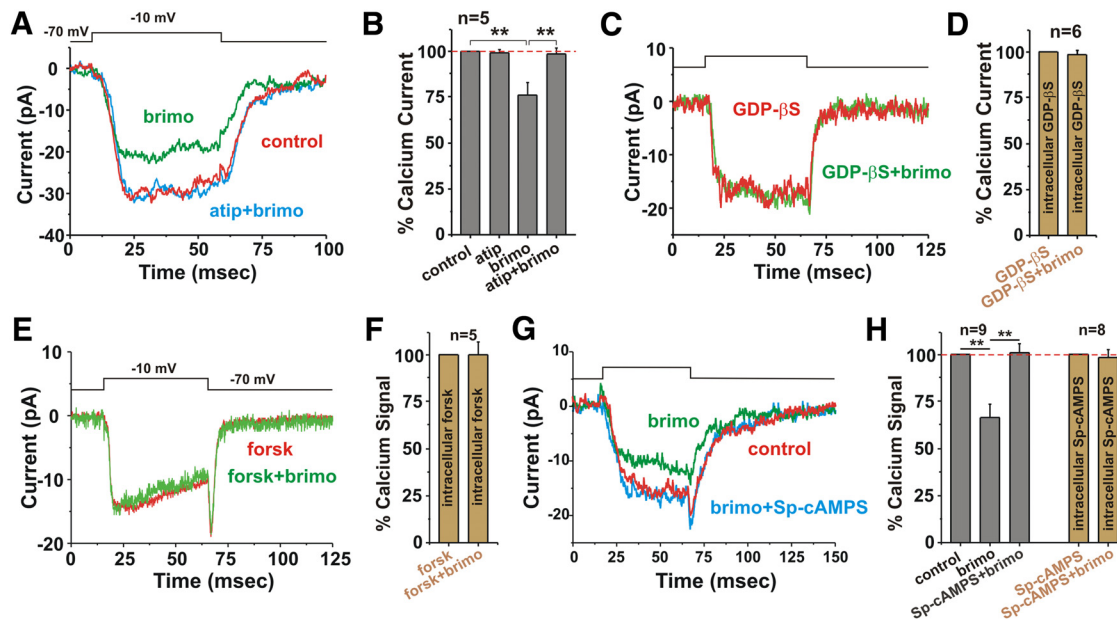 A
-70 mV
-10 mV
0
-10
-20
-30
-40
Current (pA)
brimo
control
atip+brimo
0
25
50
75
100
Time (msec)
B
n=5
**
**
100
75
50
25
0
% Calcium Current
control
atip
brimo
atip+brimo
C
10
0
-10
-20
Current (pA)
GDP-βS
GDP-βS+brimo
0
25
50
75
100
125
Time (msec)
D
n=6
100
75
50
25
0
% Calcium Current
intracellular GDP-βS
intracellular GDP-βS
GDP-βS
GDP-βS+brimo
E
-10 mV
-70 mV
10
0
-10
-20
Current (pA)
forsk
forsk+brimo
0
25
50
75
100
125
Time (msec)
F
n=5
100
75
50
25
0
% Calcium Signal
intracellular forsk
intracellular forsk
forsk
forsk+brimo
G
10
0
-10
-20
Current (pA)
brimo
control
brimo+Sp-cAMPS
0
25
50
75
100
150
Time (msec)
H
n=9
**
**
n=8
100
75
50
25
0
% Calcium Signal
intracellular Sp-cAMPS
intracellular Sp-cAMPS
control
brimo
Sp-cAMPS+brimo
Sp-cAMPS
Sp-cAMPS+brimo